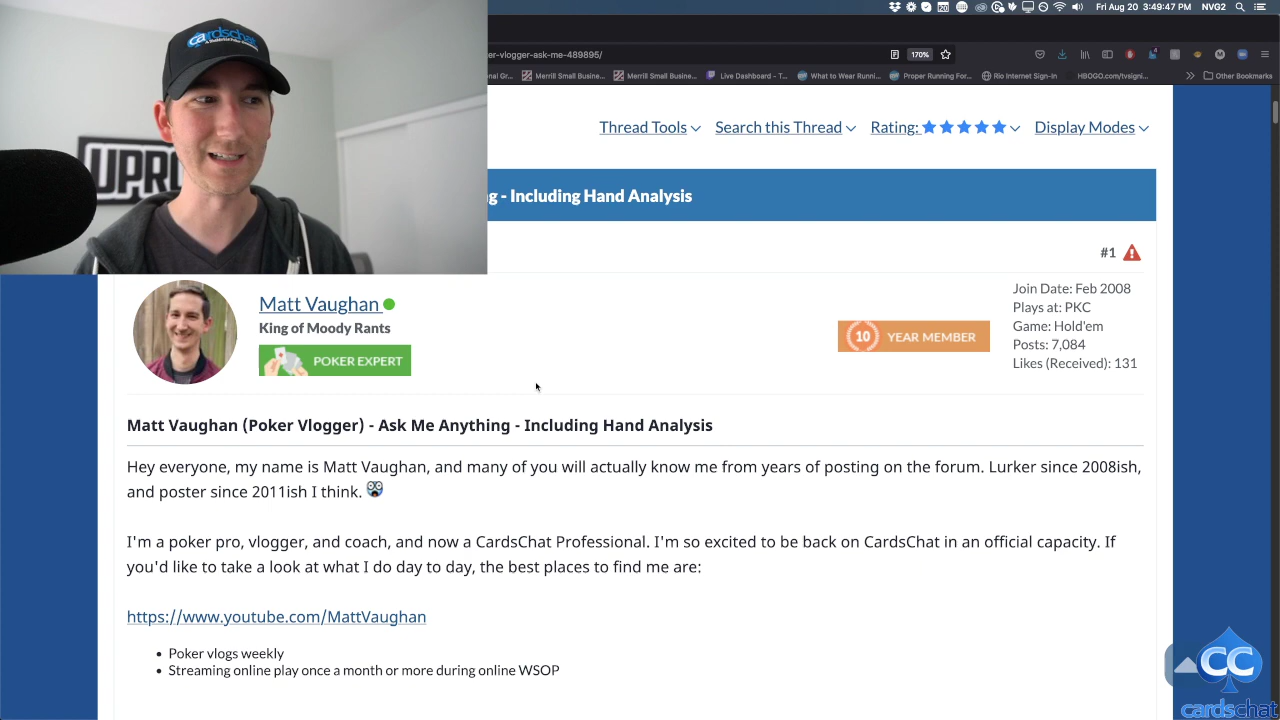 Fri Aug 20 3:49:47 PM NVG2
er-vlogger-ask-me-489895/
170%
Merrill Small Busine...
Merrill Small Busine...
Live Dashboard - T...
What to Wear Runni...
Proper Running For...
Rio Internet Sign-In
HBOGO.com/tvsigni...
Other Bookmarks
cardschat
UPRO
Thread Tools
Search this Thread
Rating:
Display Modes
g - Including Hand Analysis
#1
Matt Vaughan
King of Moody Rants
POKER EXPERT
10 YEAR MEMBER
Join Date: Feb 2008
Plays at: PKC
Game: Hold'em
Posts: 7,084
Likes (Received): 131
Matt Vaughan (Poker Vlogger) - Ask Me Anything - Including Hand Analysis
Hey everyone, my name is Matt Vaughan, and many of you will actually know me from years of posting on the forum. Lurker since 2008ish,
and poster since 2011ish I think.
I'm a poker pro, vlogger, and coach, and now a CardsChat Professional. I'm so excited to be back on CardsChat in an official capacity. If
you'd like to take a look at what I do day to day, the best places to find me are:
https://www.youtube.com/MattVaughan
• Poker vlogs weekly
• Streaming online play once a month or more during online WSOP
CC
cardschat